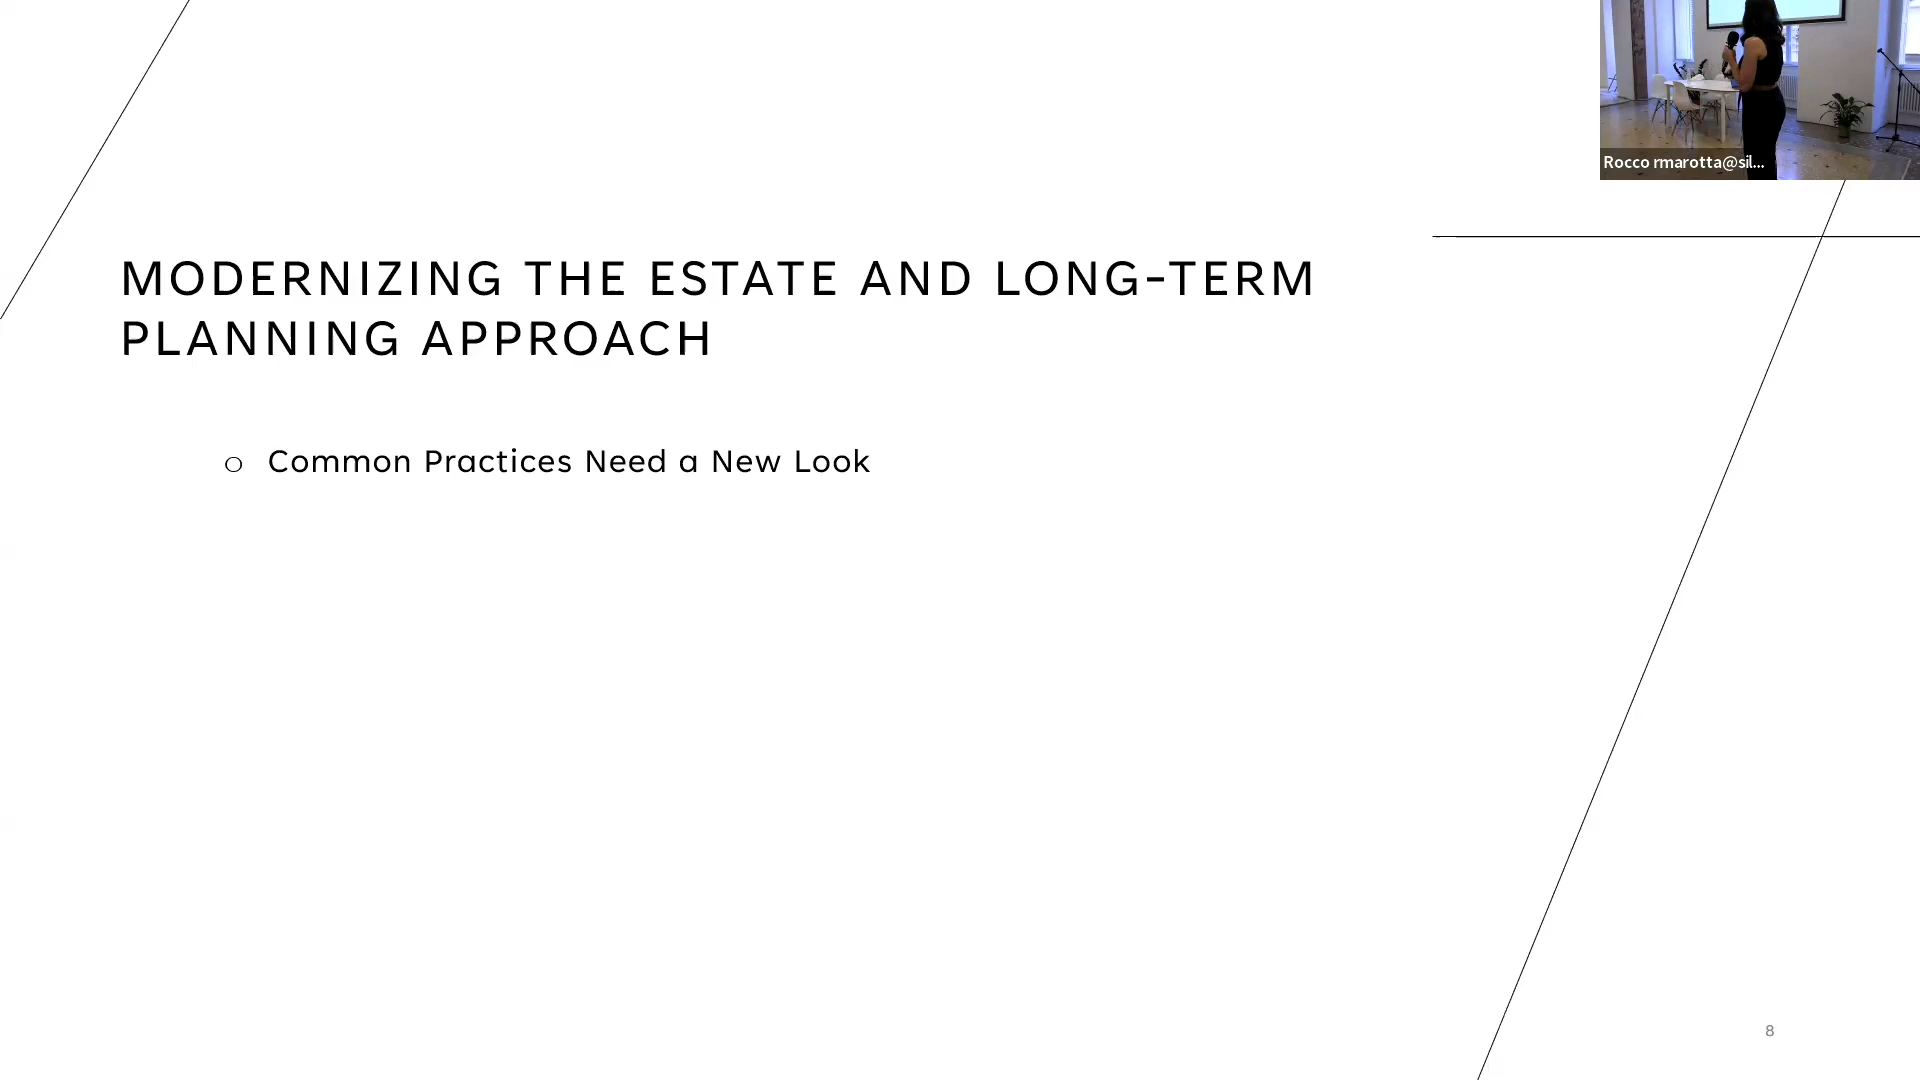 Rocco rmarotta@sil...
MODERNIZING THE ESTATE AND LONG-TERM
PLANNING APPROACH
o Common Practices Need a New Look
8